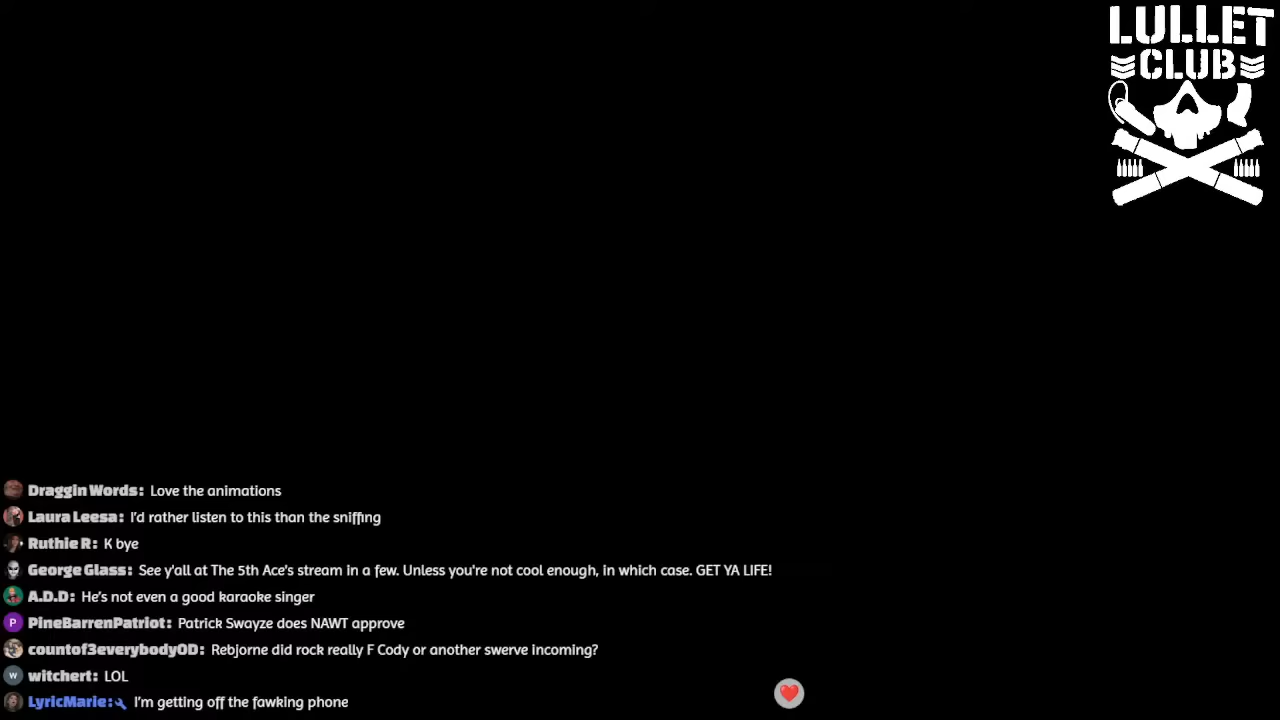 LULLET
CLUB
Draggin Words: Love the animations
Laura Leesa: I'd rather listen to this than the sniffing
Ruthie R: K bye
George Glass: See y'all at The 5th Ace's stream in a few. Unless you're not cool enough, in which case. GET YA LIFE!
A.D.D: He's not even a good karaoke singer
P PineBarrenPatriot: Patrick Swayze does NAWT approve
countof3everybodyOD: Rebjorne did rock really F Cody or another swerve incoming?
w witchert: LOL
LyricMarie: I'm getting off the fawking phone